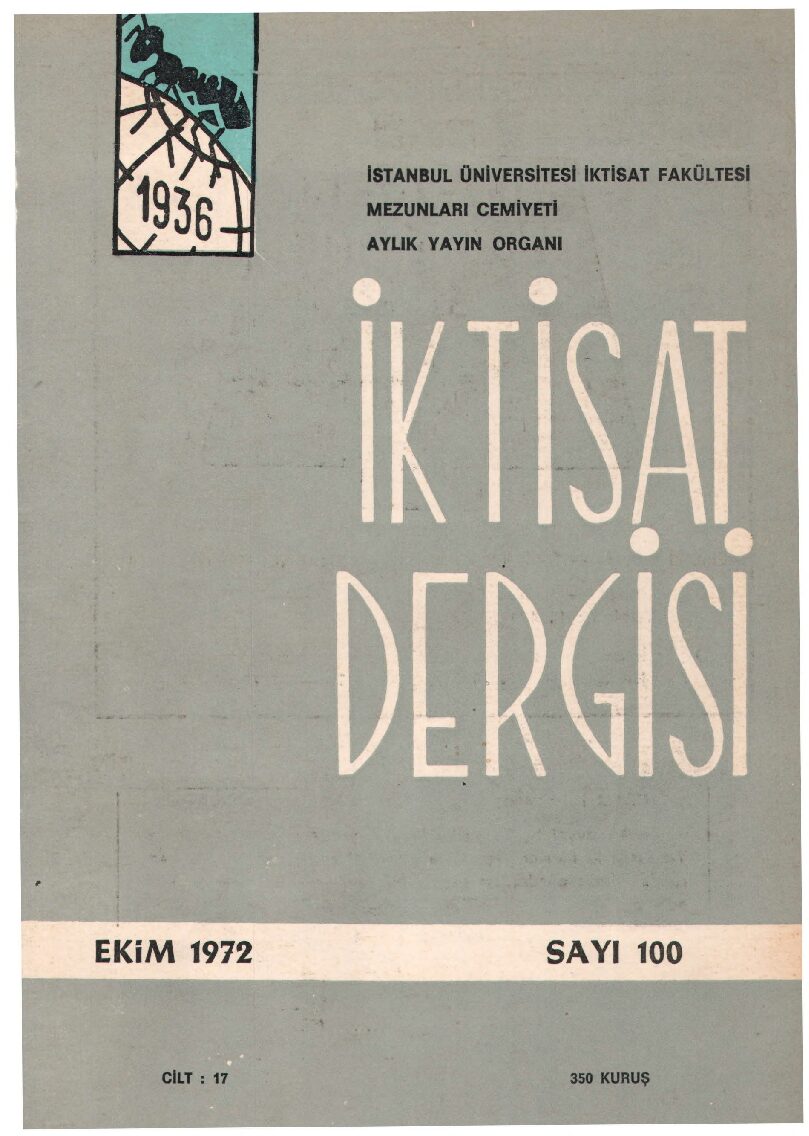 1936
İSTANBUL ÜNİVERSİTESİ İKTİSAT FAKÜLTESİ
MEZUNLARI CEMİYETİ
AYLIK YAYIN ORGANI
İKTİSAT
DERGİSİ
EKİM 1972
SAYI 100
CİLT : 17
350 KURUŞ